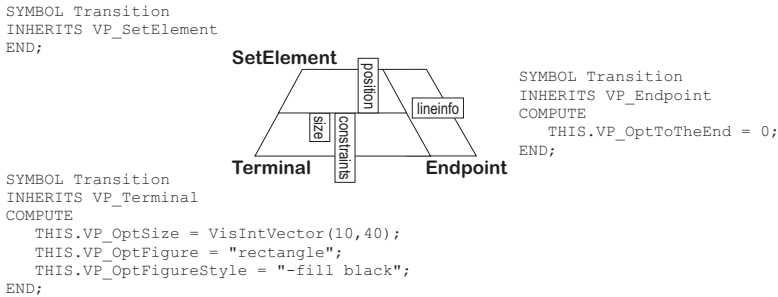 SYMBOL Transition
INHERITS VP_SetElement
END;
SetElement
position
lineinfo
size
constraints
Terminal
Endpoint
SYMBOL Transition
INHERITS VP_Endpoint
COMPUTE
THIS.VP_OptToTheEnd = 0;
END;
SYMBOL Transition
INHERITS VP_Terminal
COMPUTE
THIS.VP_OptSize = VisIntVector(10,40);
THIS.VP_OptFigure = "rectangle";
THIS.VP_OptFigureStyle = "-fill black";
END;